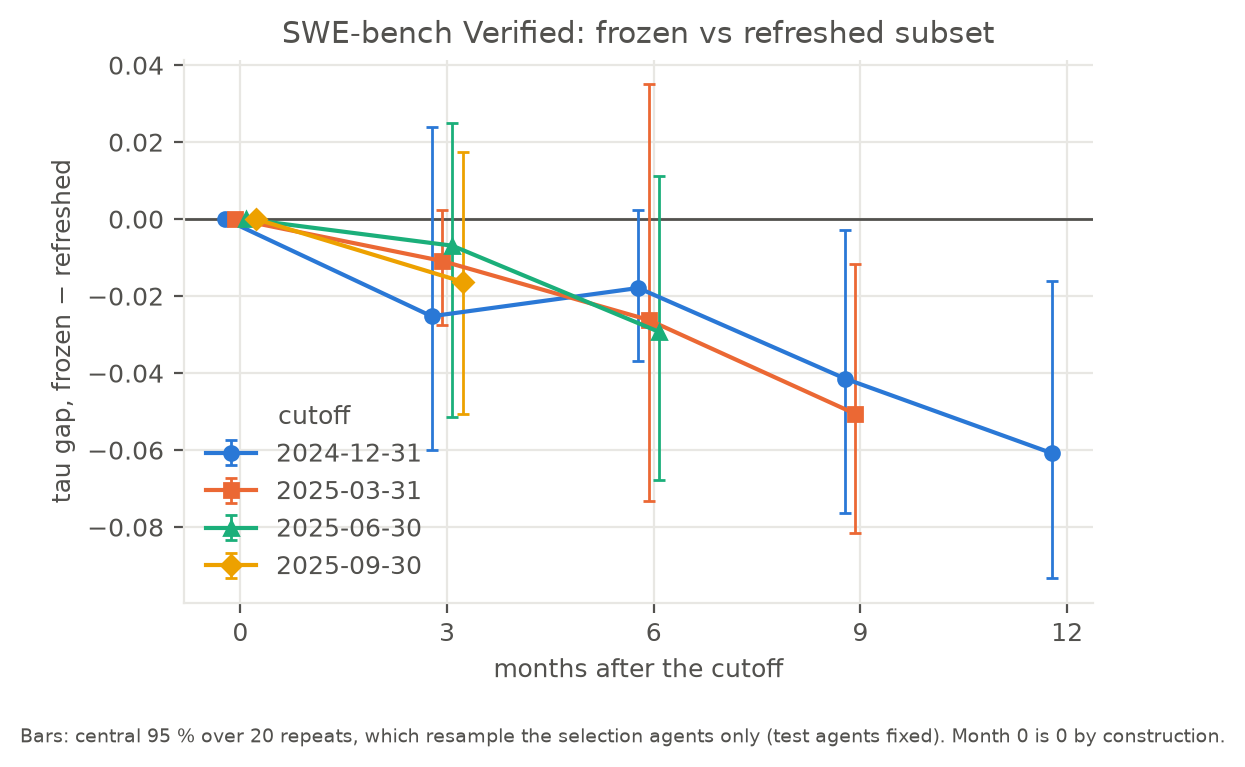 SWE-bench Verified: frozen vs refreshed subset
tau gap, frozen − refreshed
0.04
0.02
0.00
−0.02
−0.04
−0.06
−0.08
cutoff
2024-12-31
2025-03-31
2025-06-30
2025-09-30
0 3 6 9 12
months after the cutoff
Bars: central 95 % over 20 repeats, which resample the selection agents only (test agents fixed). Month 0 is 0 by construction.